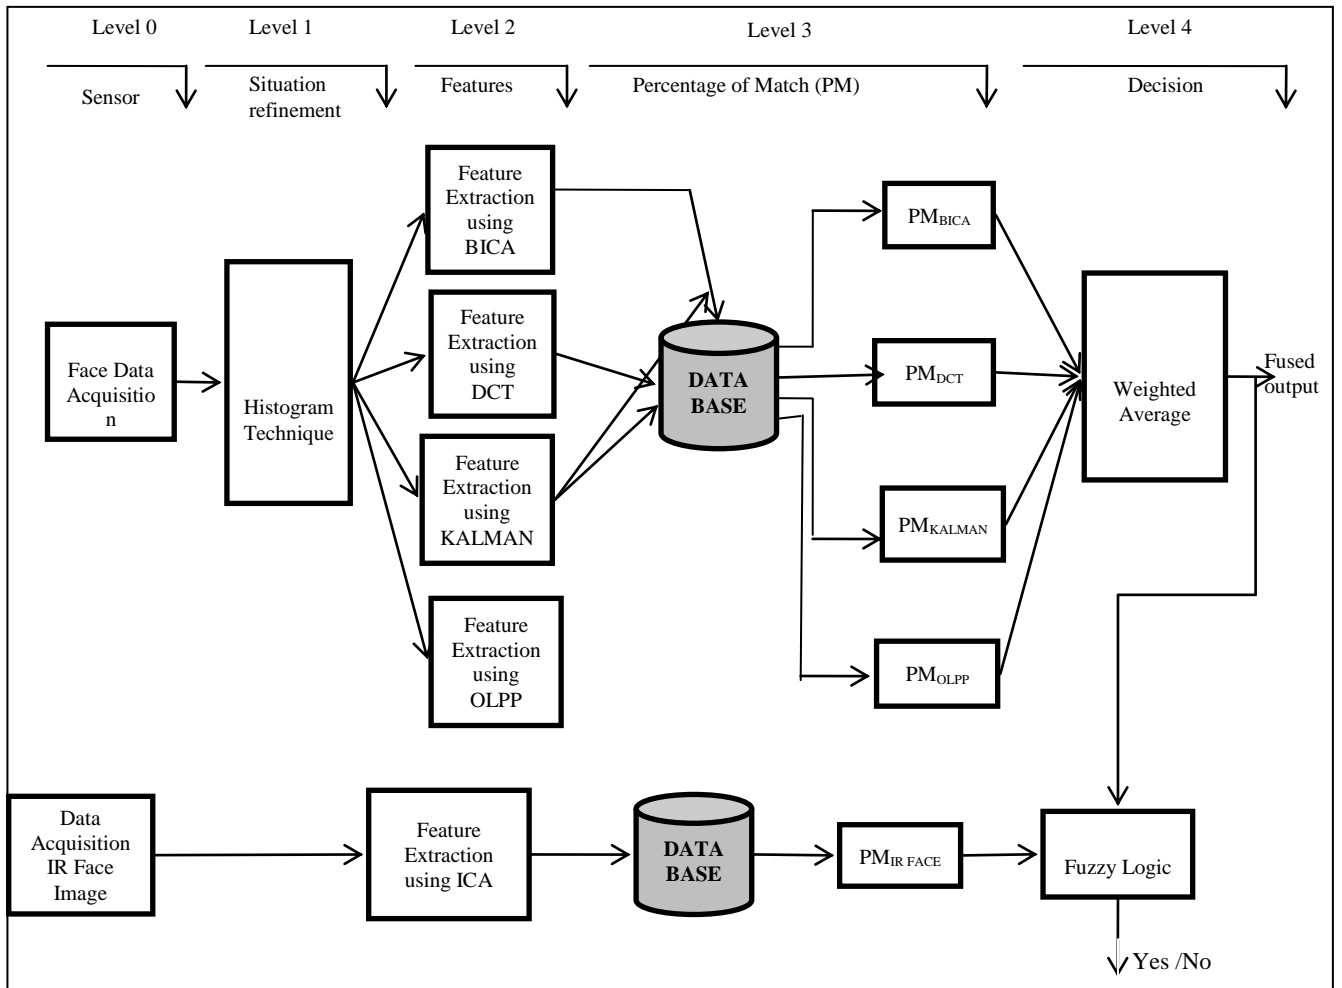 Level 0
Level 1
Level 2
Level 3
Level 4
Sensor
Situation
refinement
Features
Percentage of Match (PM)
Decision
Feature
Extraction
using
BICA
Feature
Extraction
using
DCT
Feature
Extraction
using
KALMAN
Feature
Extraction
using
OLPP
Face Data
Acquisitio
n
Histogram
Technique
DATA
BASE
PMBICA
PMDCT
PMKALMAN
PMOLPP
Weighted
Average
Fused
output
Data
Acquisition
IR Face
Image
Feature
Extraction
using ICA
DATA
BASE
PMIR FACE
Fuzzy Logic
Yes /No